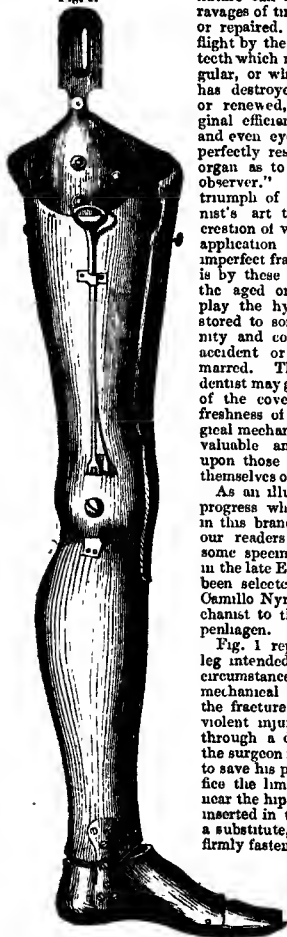 ravages of tu
or repaired.
flight by the
teeth which r
gular, or wh
has destroye
or renewed,
ginal efficien
and even eye
perfectly res
organ as to
observer."
triumph of
nist's art t
creation of v
application
imperfect fra
is by these
the aged or
play the hy
stored to so
nity and co
accident or
marred. Th
dentist may g
of the cove
freshness of
gical mechan
valuable an
upon those
themselves o
As an illu
progress wh
in this branc
our readers
some specim
in the late E
been selecte
Camillo Nyr
chanist to th
penhagen.
Fig. 1 rep
leg intended
circumstance
mechanical
the fracture
violent injur
through a c
the surgeon
to save his p
fice the lim
near the hip
inserted in t
a substitute,
firmly fasten